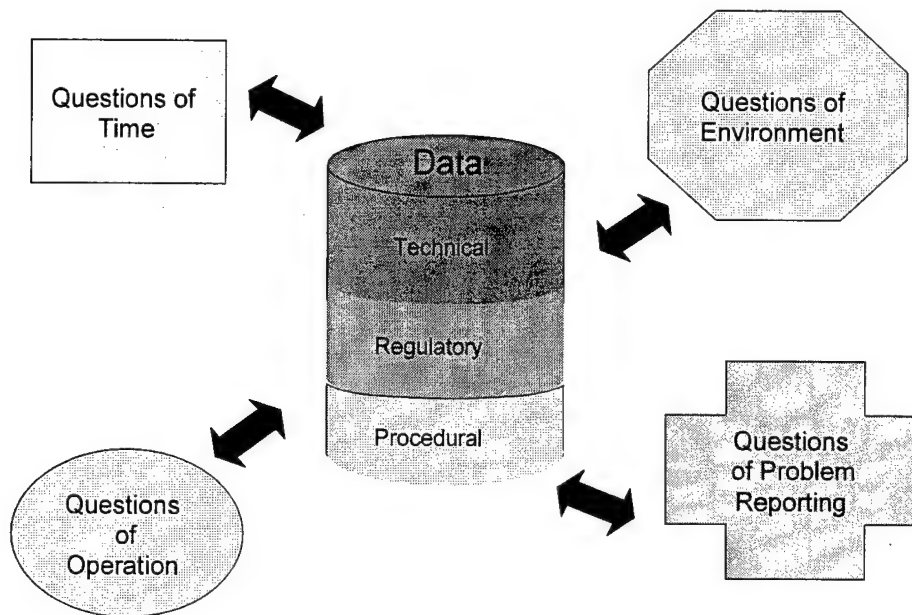 Questions of
Time
Questions of
Environment
Data
Technical
Regulatory
Procedural
Questions
of
Operation
Questions
of Problem
Reporting